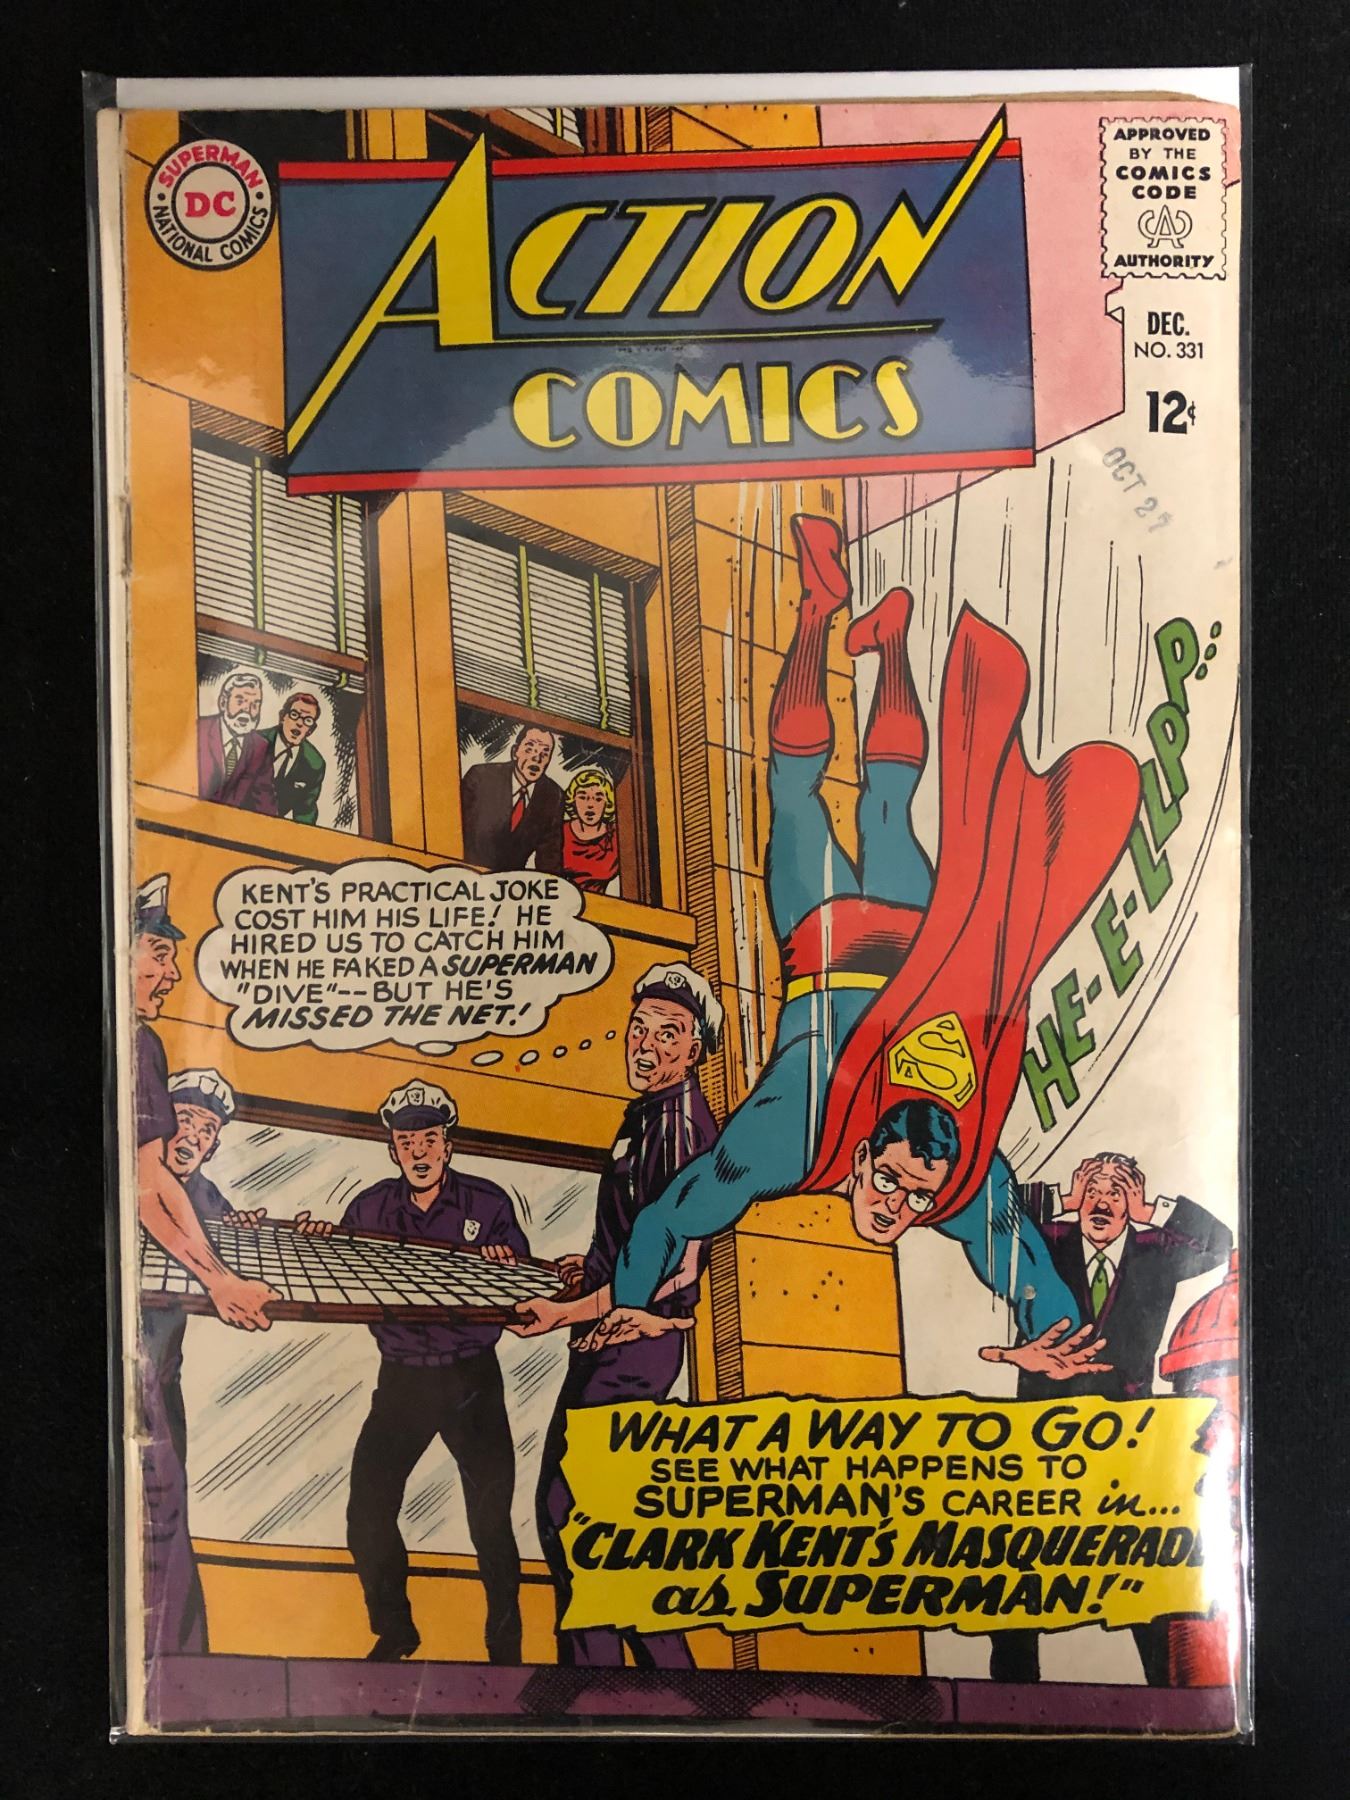 SUPERMAN
DC
NATIONAL COMICS
ACTION
COMICS
APPROVED
BY THE
COMICS
CODE
CA
AUTHORITY
DEC.
NO. 331
12¢
OCT 27
HE-E-E-LPP...
KENT'S PRACTICAL JOKE
COST HIM HIS LIFE! HE
HIRED US TO CATCH HIM
WHEN HE FAKED A SUPERMAN
"DIVE"--BUT HE'S
MISSED THE NET!
S
WHAT A WAY TO GO!
SEE WHAT HAPPENS TO
SUPERMAN'S CAREER in...
"CLARK KENT'S MASQUERADE
as SUPERMAN!"